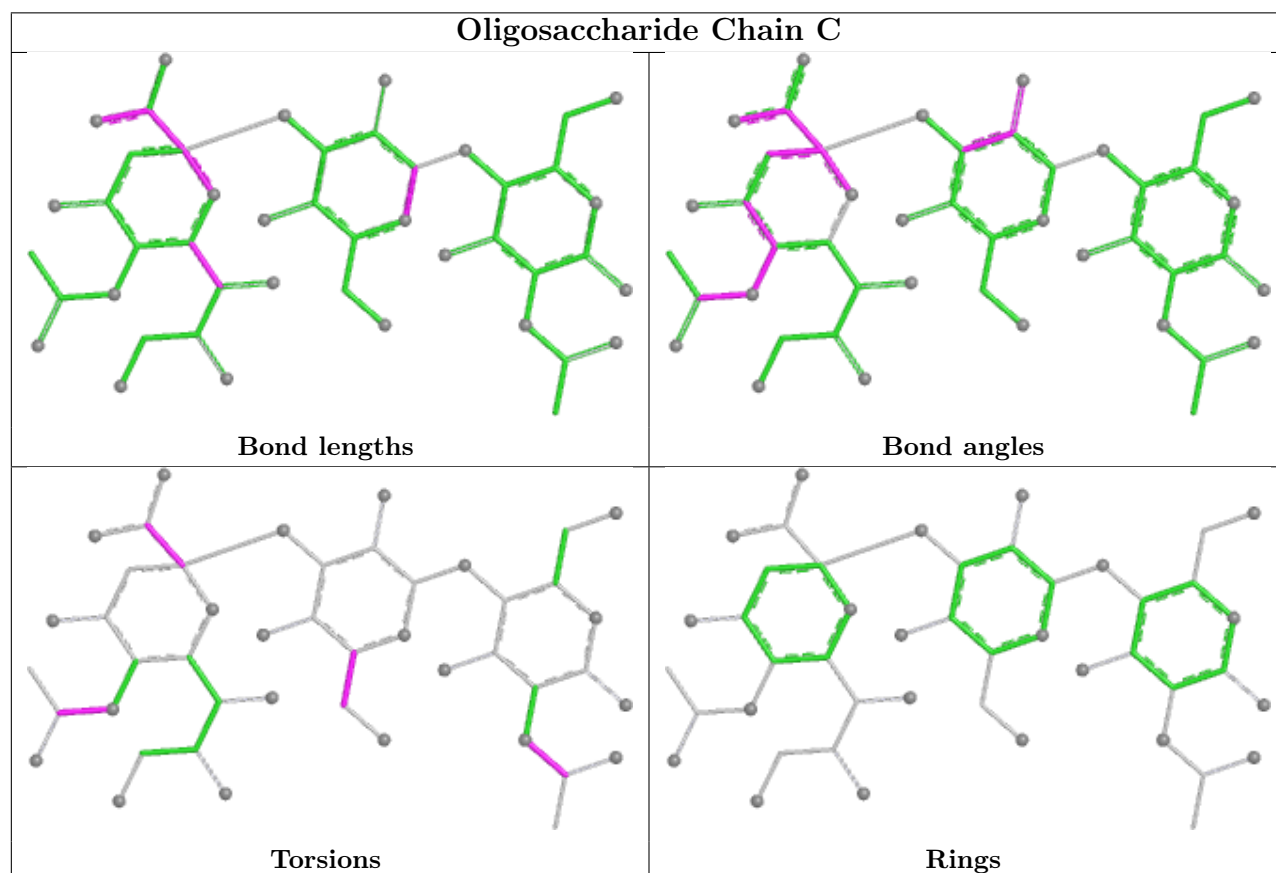 Oligosaccharide Chain C
Bond lengths
Bond angles
Torsions
Rings